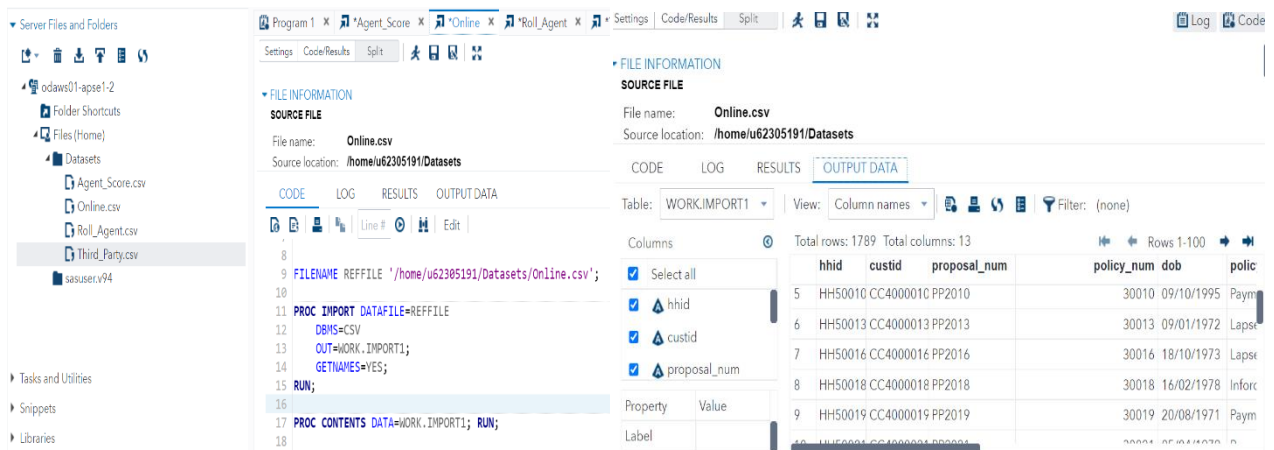 Server Files and Folders
odaws01-apse1-2
Folder Shortcuts
Files (Home)
Datasets
Agent_Score.csv
Online.csv
Roll_Agent.csv
Third_Party.csv
sasuser.v94
Tasks and Utilities
Snippets
Libraries
Program 1 x *Agent_Score x *Online x *Roll_Agent x
Settings Code/Results Split
FILE INFORMATION
SOURCE FILE
File name: Online.csv
Source location: /home/u62305191/Datasets
CODE LOG RESULTS OUTPUT DATA
Line # Edit
8
9 FILENAME REFFILE '/home/u62305191/Datasets/Online.csv';
10
11 PROC IMPORT DATAFILE=REFFILE
12 DBMS=CSV
13 OUT=WORK.IMPORT1;
14 GETNAMES=YES;
15 RUN;
16
17 PROC CONTENTS DATA=WORK.IMPORT1; RUN;
18
Settings Code/Results Split Log Code
FILE INFORMATION
SOURCE FILE
File name: Online.csv
Source location: /home/u62305191/Datasets
CODE LOG RESULTS OUTPUT DATA
Table: WORK.IMPORT1 View: Column names Filter: (none)
Columns
Select all
hhid
custid
proposal_num
Property Value
Label
Total rows: 1789 Total columns: 13 Rows 1-100
hhid custid proposal_num policy_num dob polic
5 HH50010 CC4000010 PP2010 30010 09/10/1995 Paym
6 HH50013 CC4000013 PP2013 30013 09/01/1972 Lapse
7 HH50016 CC4000016 PP2016 30016 18/10/1973 Lapse
8 HH50018 CC4000018 PP2018 30018 16/02/1978 Inforc
9 HH50019 CC4000019 PP2019 30019 20/08/1971 Paym